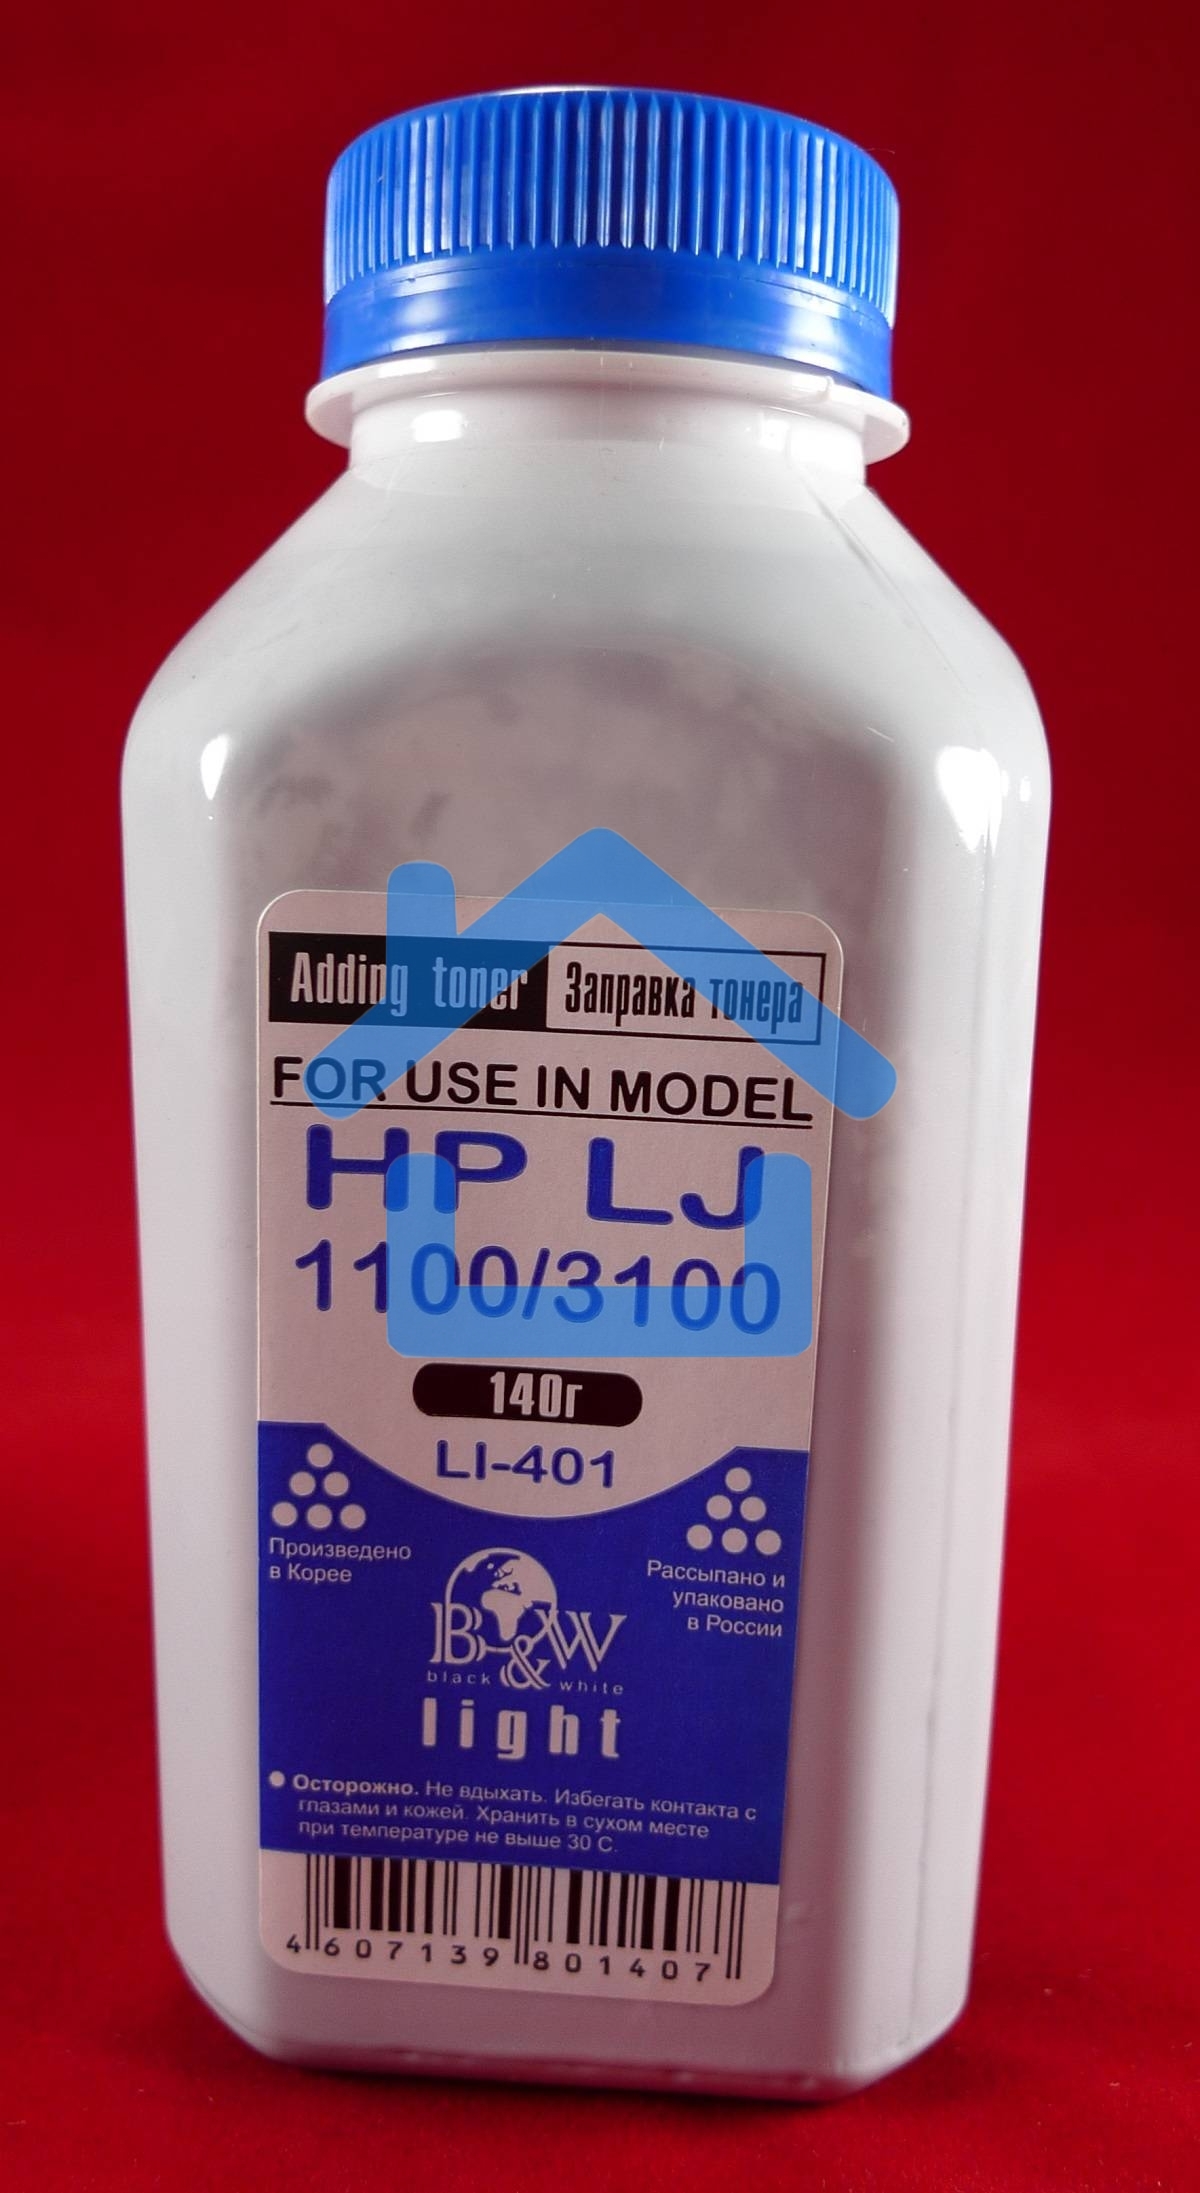 Adding toner Заправка тонера
FOR USE IN MODEL
HP LJ
1100/3100
140г
LI-401
Произведено
в Корее
Рассыпано и
упаковано
в России
B&W
black white
light
Осторожно. Не вдыхать. Избегать контакта с
глазами и кожей. Хранить в сухом месте
при температуре не выше 30 С.
4 607139 801407